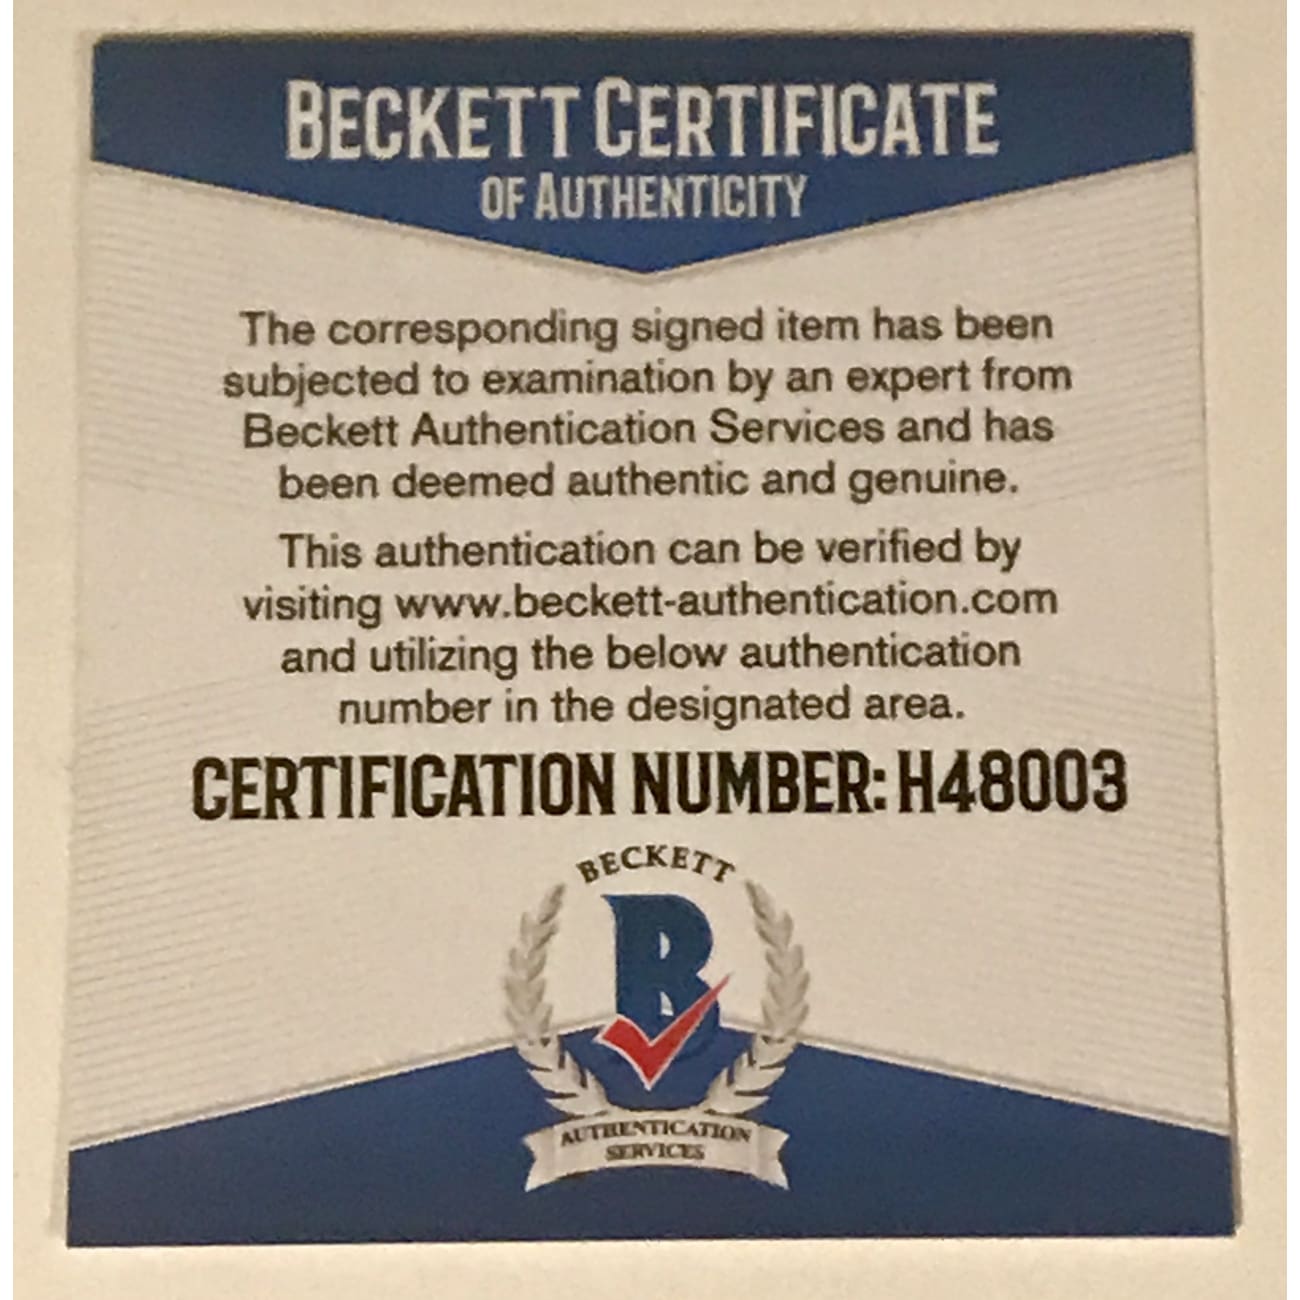 BECKETT CERTIFICATE
OF AUTHENTICITY
The corresponding signed item has been
subjected to examination by an expert from
Beckett Authentication Services and has
been deemed authentic and genuine.
This authentication can be verified by
visiting www.beckett-authentication.com
and utilizing the below authentication
number in the designated area.
CERTIFICATION NUMBER: H48003
BECKETT
B
AUTHENTICATION
SERVICES